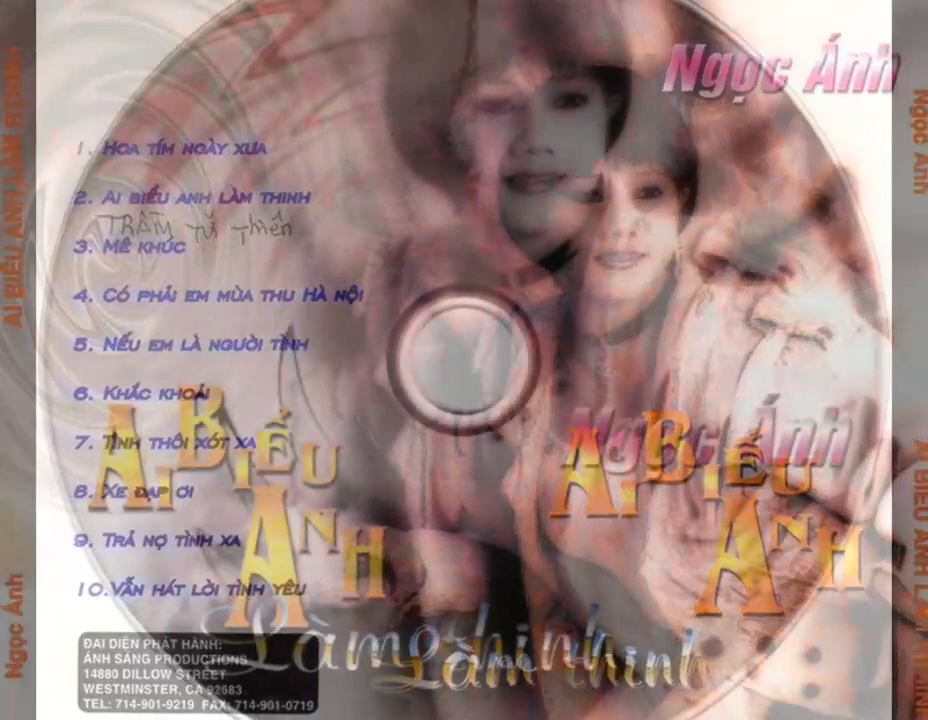 Ngọc Ánh
1. HOA TÍM NGÀY XƯA
2. AI BIỂU ANH LÀM THINH
TRẦM TỬ THIÊN
3. MÊ KHÚC
4. CÓ PHẢI EM MÙA THU HÀ NỘI
5. NẾU EM LÀ NGƯỜI TÌNH
6. KHẮC KHOẢI
7. TÌNH THÔI XÓT XA
8. XE ĐẠP ƠI
9. TRẢ NỢ TÌNH XA
10. VẪN HÁT LỜI TÌNH YÊU
Ngọc Ánh
AI BIỂU
ANH
Làm thinh
AI BIỂU
ANH
Làm thinh
ĐẠI DIỆN PHÁT HÀNH:
ÁNH SÁNG PRODUCTIONS
14880 DILLOW STREET
WESTMINSTER, CA 92683
TEL: 714-901-9219 FAX: 714-901-0719
AI BIỂU ANH LÀM THINH
Ngọc Ánh
Ngọc Ánh
AI BIỂU ANH LÀM THINH